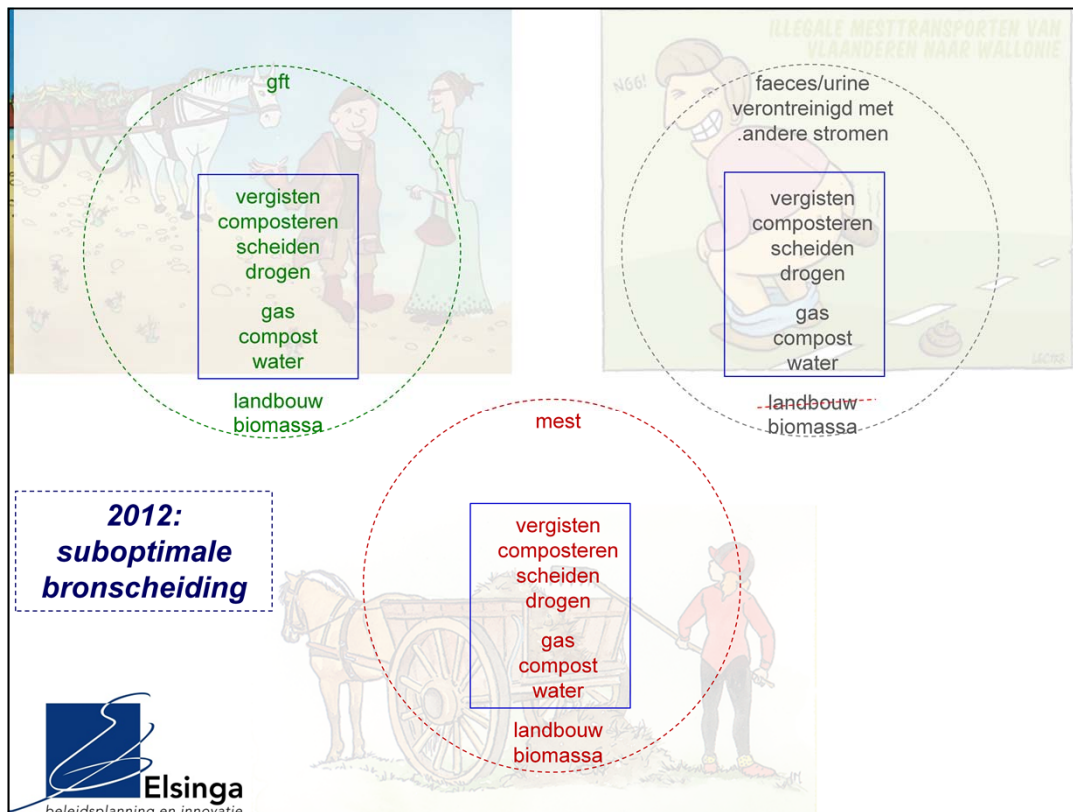 gft
vergisten
composteren
scheiden
drogen
gas
compost
water
landbouw
biomassa
ILLEGALE MESTTRANSPORTEN VAN
VLAANDEREN NAAR WALLONIE
NGG!
faeces/urine
verontreinigd met
.andere stromen
vergisten
composteren
scheiden
drogen
gas
compost
water
landbouw
biomassa
mest
vergisten
composteren
scheiden
drogen
gas
compost
water
landbouw
biomassa
2012:
suboptimale
bronscheiding
Elsinga
beleidsplanning en innovatie